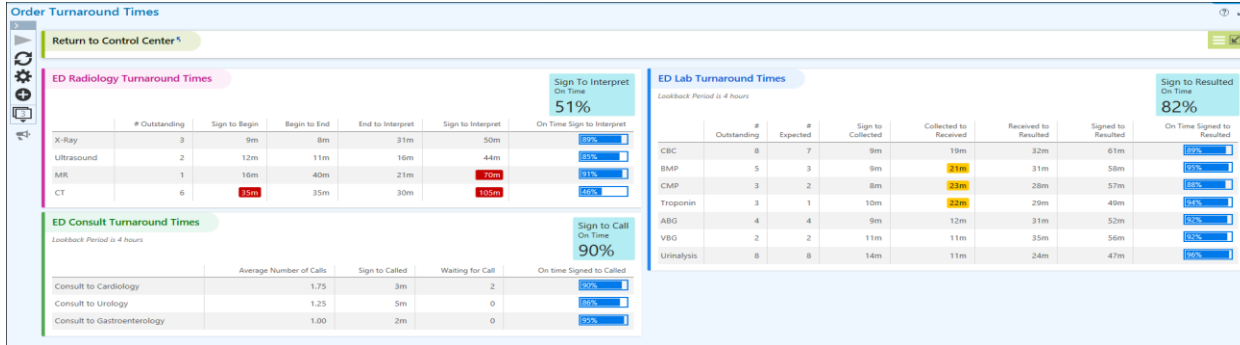 Order Turnaround Times
Return to Control Center
ED Radiology Turnaround Times
Sign To Interpret
On Time
51%
# Outstanding Sign to Begin Begin to End End to Interpret Sign to Interpret On Time Sign to Interpret
X-Ray 3 9m 8m 31m 50m 89%
Ultrasound 2 12m 11m 16m 44m 85%
MR 1 16m 40m 21m 70m 91%
CT 6 35m 35m 30m 105m 46%
ED Consult Turnaround Times
Lookback Period is 4 hours
Sign to Call
On Time
90%
Average Number of Calls Sign to Called Waiting for Call On time Signed to Called
Consult to Cardiology 1.75 3m 2 90%
Consult to Urology 1.25 5m 0 86%
Consult to Gastroenterology 1.00 2m 0 95%
ED Lab Turnaround Times
Lookback Period is 4 hours
Sign to Resulted
On Time
82%
# Outstanding # Expected Sign to Collected Collected to Received Received to Resulted Signed to Resulted On Time Signed to Resulted
CBC 8 7 9m 19m 32m 61m 89%
BMP 5 3 9m 21m 31m 58m 95%
CMP 3 2 8m 23m 28m 57m 88%
Troponin 3 1 10m 22m 29m 49m 94%
ABG 4 4 9m 12m 31m 52m 92%
VBG 2 2 11m 11m 35m 56m 92%
Urinalysis 8 8 14m 11m 24m 47m 96%